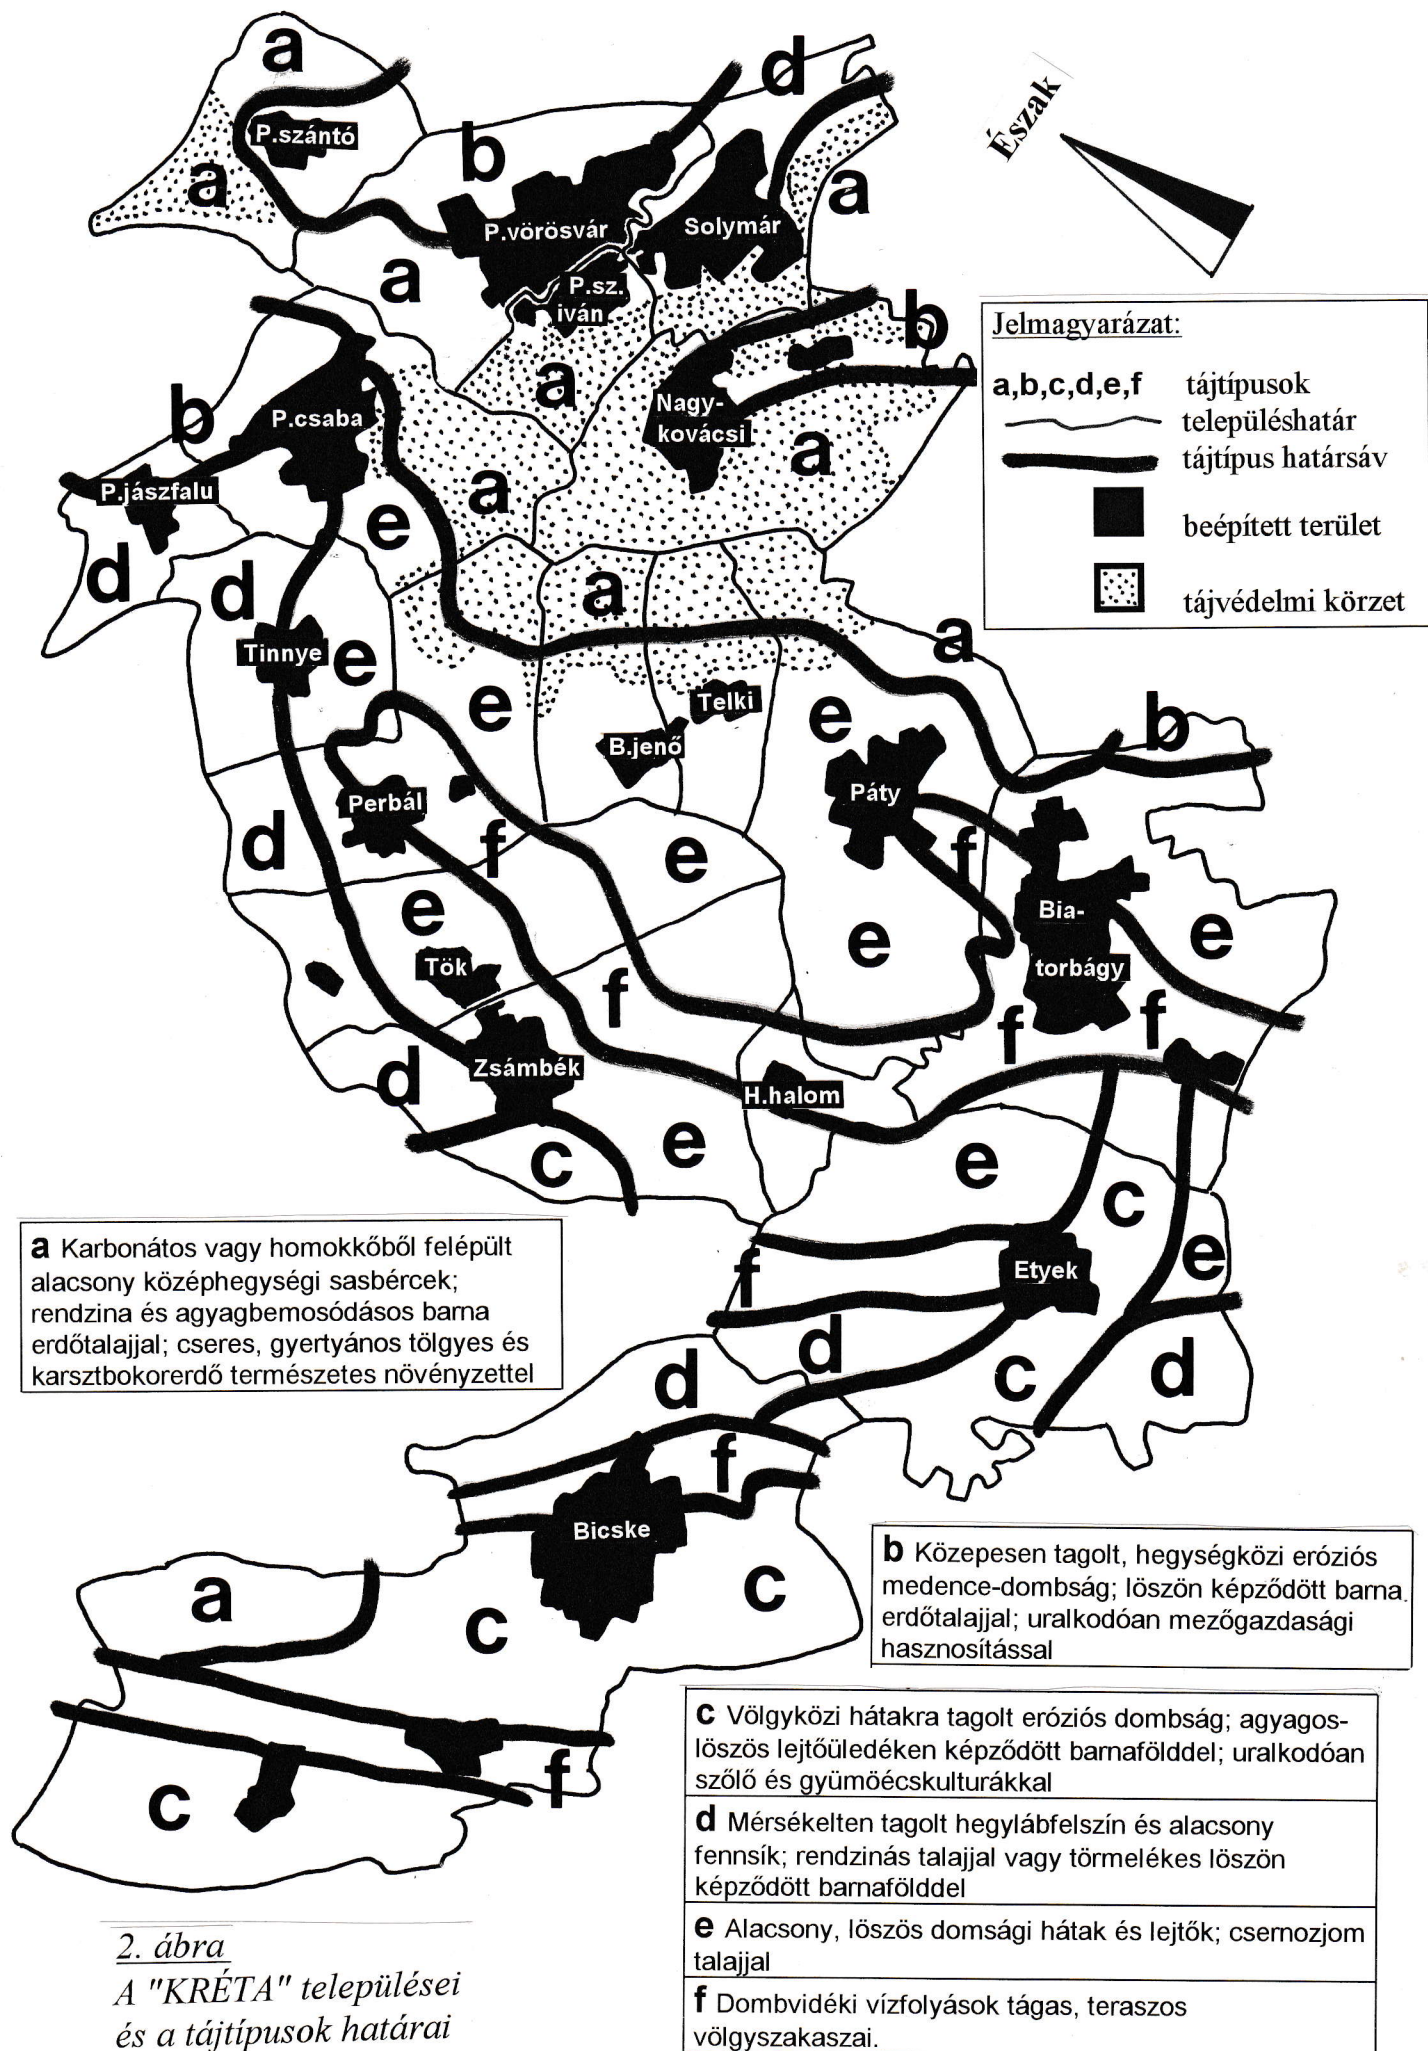 a
d
Észak
P.szántó
b
a
a
P.vörösvár
Solymár
a
P.sz.
iván
b
Jelmagyarázat:
a,b,c,d,e,f tájtípusok
településhatár
tájtípus határsáv
beépített terület
tájvédelmi körzet
a
b
P.csaba
Nagy-
kovácsi
a
P.jászfalu
a
e
d
d
a
Tinnye
e
a
e
Telki
e
b
B.jenő
Perbál
Páty
d
f
e
f
e
Bia-
torbágy
e
e
Tök
f
f
f
d
Zsámbék
H.halom
c
e
e
c
a Karbonátos vagy homokkőből felépült
alacsony középhegységi sasbércek;
rendzina és agyagbemosódásos barna
erdőtalajjal; cseres, gyertyános tölgyes és
karsztbokorerdő természetes növényzettel
f
Etyek
e
d
d
c
d
f
Bicske
a
c
c
b Közepesen tagolt, hegységközi eróziós
medence-dombság; löszön képződött barna
erdőtalajjal; uralkodóan mezőgazdasági
hasznosítással
c Völgyközi hátakra tagolt eróziós dombság; agyagos-
löszös lejtőüledéken képződött barnafölddel; uralkodóan
szőlő és gyümöécskulturákkal
c
f
d Mérsékelten tagolt hegylábfelszín és alacsony
fennsík; rendzinás talajjal vagy törmelékes löszön
képződött barnafölddel
e Alacsony, löszös domsági hátak és lejtők; csernozjom
talajjal
f Dombvidéki vízfolyások tágas, teraszos
völgyszakaszai.
2. ábra
A "KRÉTA" települései
és a tájtípusok határai